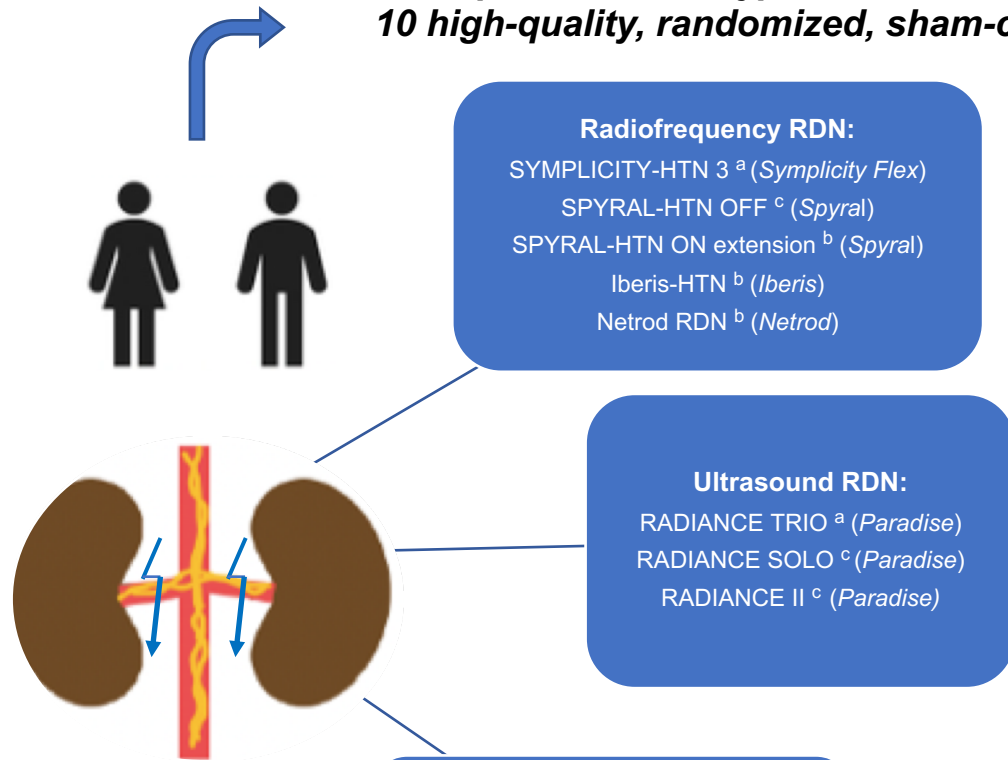 10 high-quality, randomized, sham-c
Radiofrequency RDN:
SYMPLICITY-HTN 3 a (Symplicity Flex)
SPYRAL-HTN OFF c (Spyral)
SPYRAL-HTN ON extension b (Spyral)
Iberis-HTN b (Iberis)
Netrod RDN b (Netrod)
Ultrasound RDN:
RADIANCE TRIO a (Paradise)
RADIANCE SOLO c (Paradise)
RADIANCE II c (Paradise)